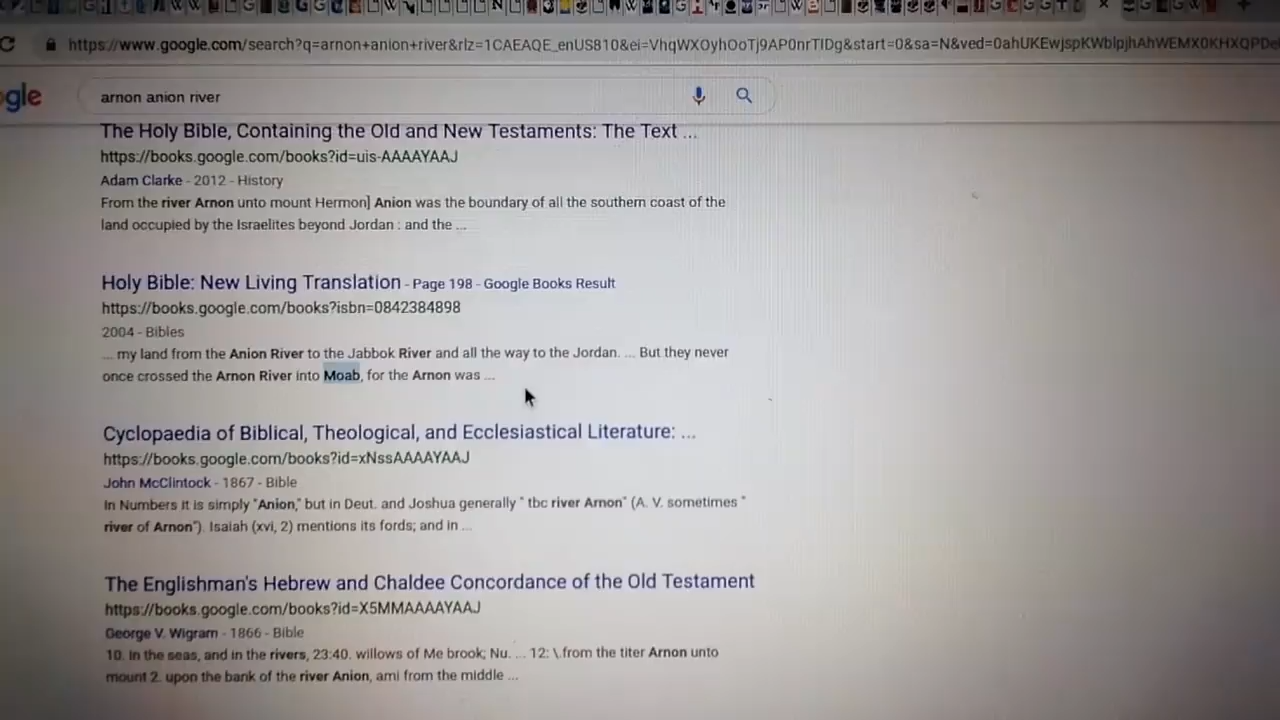 https://www.google.com/search?q=arnon+anion+river&rlz=1CAEAQE_enUS810&ei=VhqWXOyhOoTj9AP0nrTIDg&start=0&sa=N&ved=0ahUKEwjspKWblpjhAhWEMX0KHXQPDe
ogle
arnon anion river
The Holy Bible, Containing the Old and New Testaments: The Text ...
https://books.google.com/books?id=uis-AAAAYAAJ
Adam Clarke - 2012 - History
From the river Arnon unto mount Hermon] Anion was the boundary of all the southern coast of the
land occupied by the Israelites beyond Jordan : and the ...
Holy Bible: New Living Translation - Page 198 - Google Books Result
https://books.google.com/books?isbn=0842384898
2004 - Bibles
... my land from the Anion River to the Jabbok River and all the way to the Jordan. ... But they never
once crossed the Arnon River into Moab, for the Arnon was ...
Cyclopaedia of Biblical, Theological, and Ecclesiastical Literature: ...
https://books.google.com/books?id=xNssAAAAYAAJ
John McClintock - 1867 - Bible
In Numbers it is simply "Anion," but in Deut. and Joshua generally " tbc river Arnon" (A. V. sometimes "
river of Arnon"). Isaiah (xvi, 2) mentions its fords; and in ...
The Englishman's Hebrew and Chaldee Concordance of the Old Testament
https://books.google.com/books?id=X5MMAAAAYAAJ
George V. Wigram - 1866 - Bible
10. in the seas, and in the rivers, 23:40. willows of Me brook; Nu. ... 12: \.from the titer Arnon unto
mount 2. upon the bank of the river Anion, ami from the middle ...